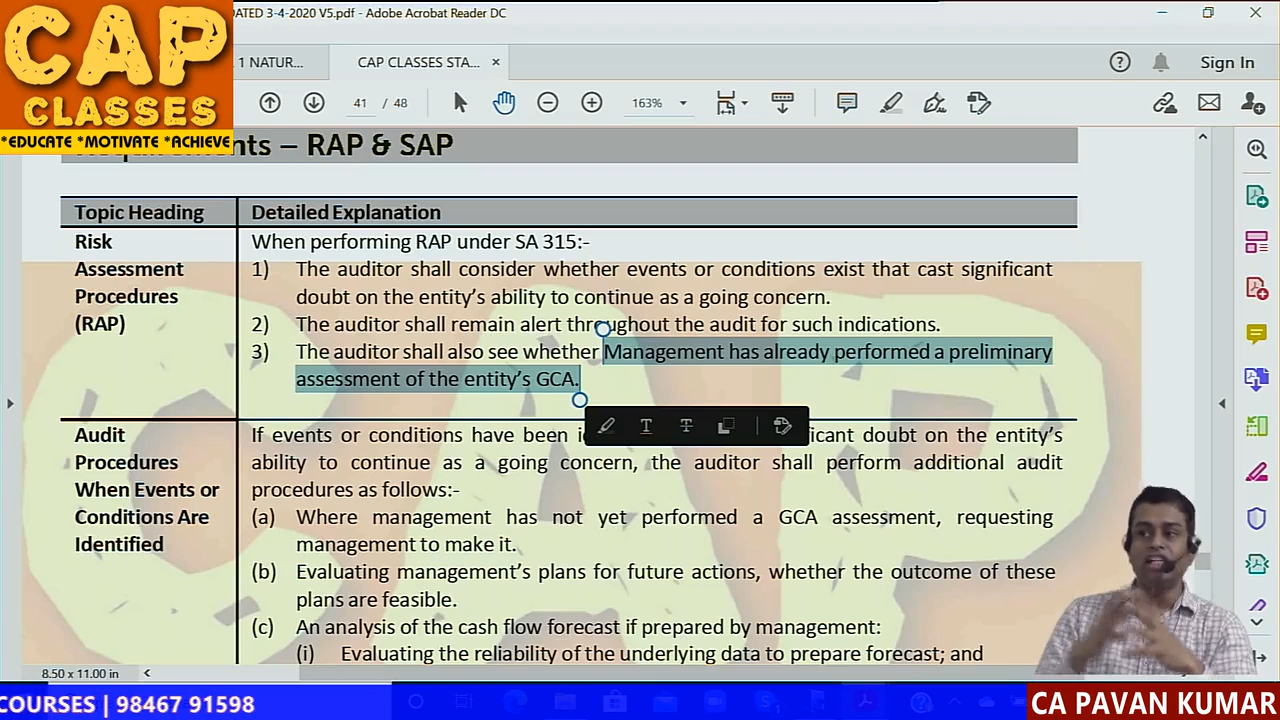 DATED 3-4-2020 V5.pdf - Adobe Acrobat Reader DC
CAP
CLASSES
*EDUCATE *MOTIVATE *ACHIEVE
1 NATUR...
CAP CLASSES STA...
Sign In
41 / 48
163%
– RAP & SAP
Topic Heading
Detailed Explanation
Risk
Assessment
Procedures
(RAP)
When performing RAP under SA 315:-
1) The auditor shall consider whether events or conditions exist that cast significant
doubt on the entity's ability to continue as a going concern.
2) The auditor shall remain alert throughout the audit for such indications.
3) The auditor shall also see whether Management has already performed a preliminary
assessment of the entity's GCA.
Audit
Procedures
When Events or
Conditions Are
Identified
If events or conditions have been doubt on the entity's
ability to continue as a going concern, the auditor shall perform additional audit
procedures as follows:-
(a) Where management has not yet performed a GCA assessment, requesting
management to make it.
(b) Evaluating management's plans for future actions, whether the outcome of these
plans are feasible.
(c) An analysis of the cash flow forecast if prepared by management:
(i) Evaluating the reliability of the underlying data to prepare forecast; and
8.50 x 11.00 in
COURSES | 98467 91598
CA PAVAN KUMAR